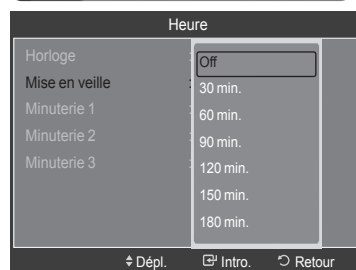 Heure
Horloge :
Mise en veille :
Minuterie 1 :
Minuterie 2 :
Minuterie 3 :
Off
30 min.
60 min.
90 min.
120 min.
150 min.
180 min.
Dépl. Intro. Retour